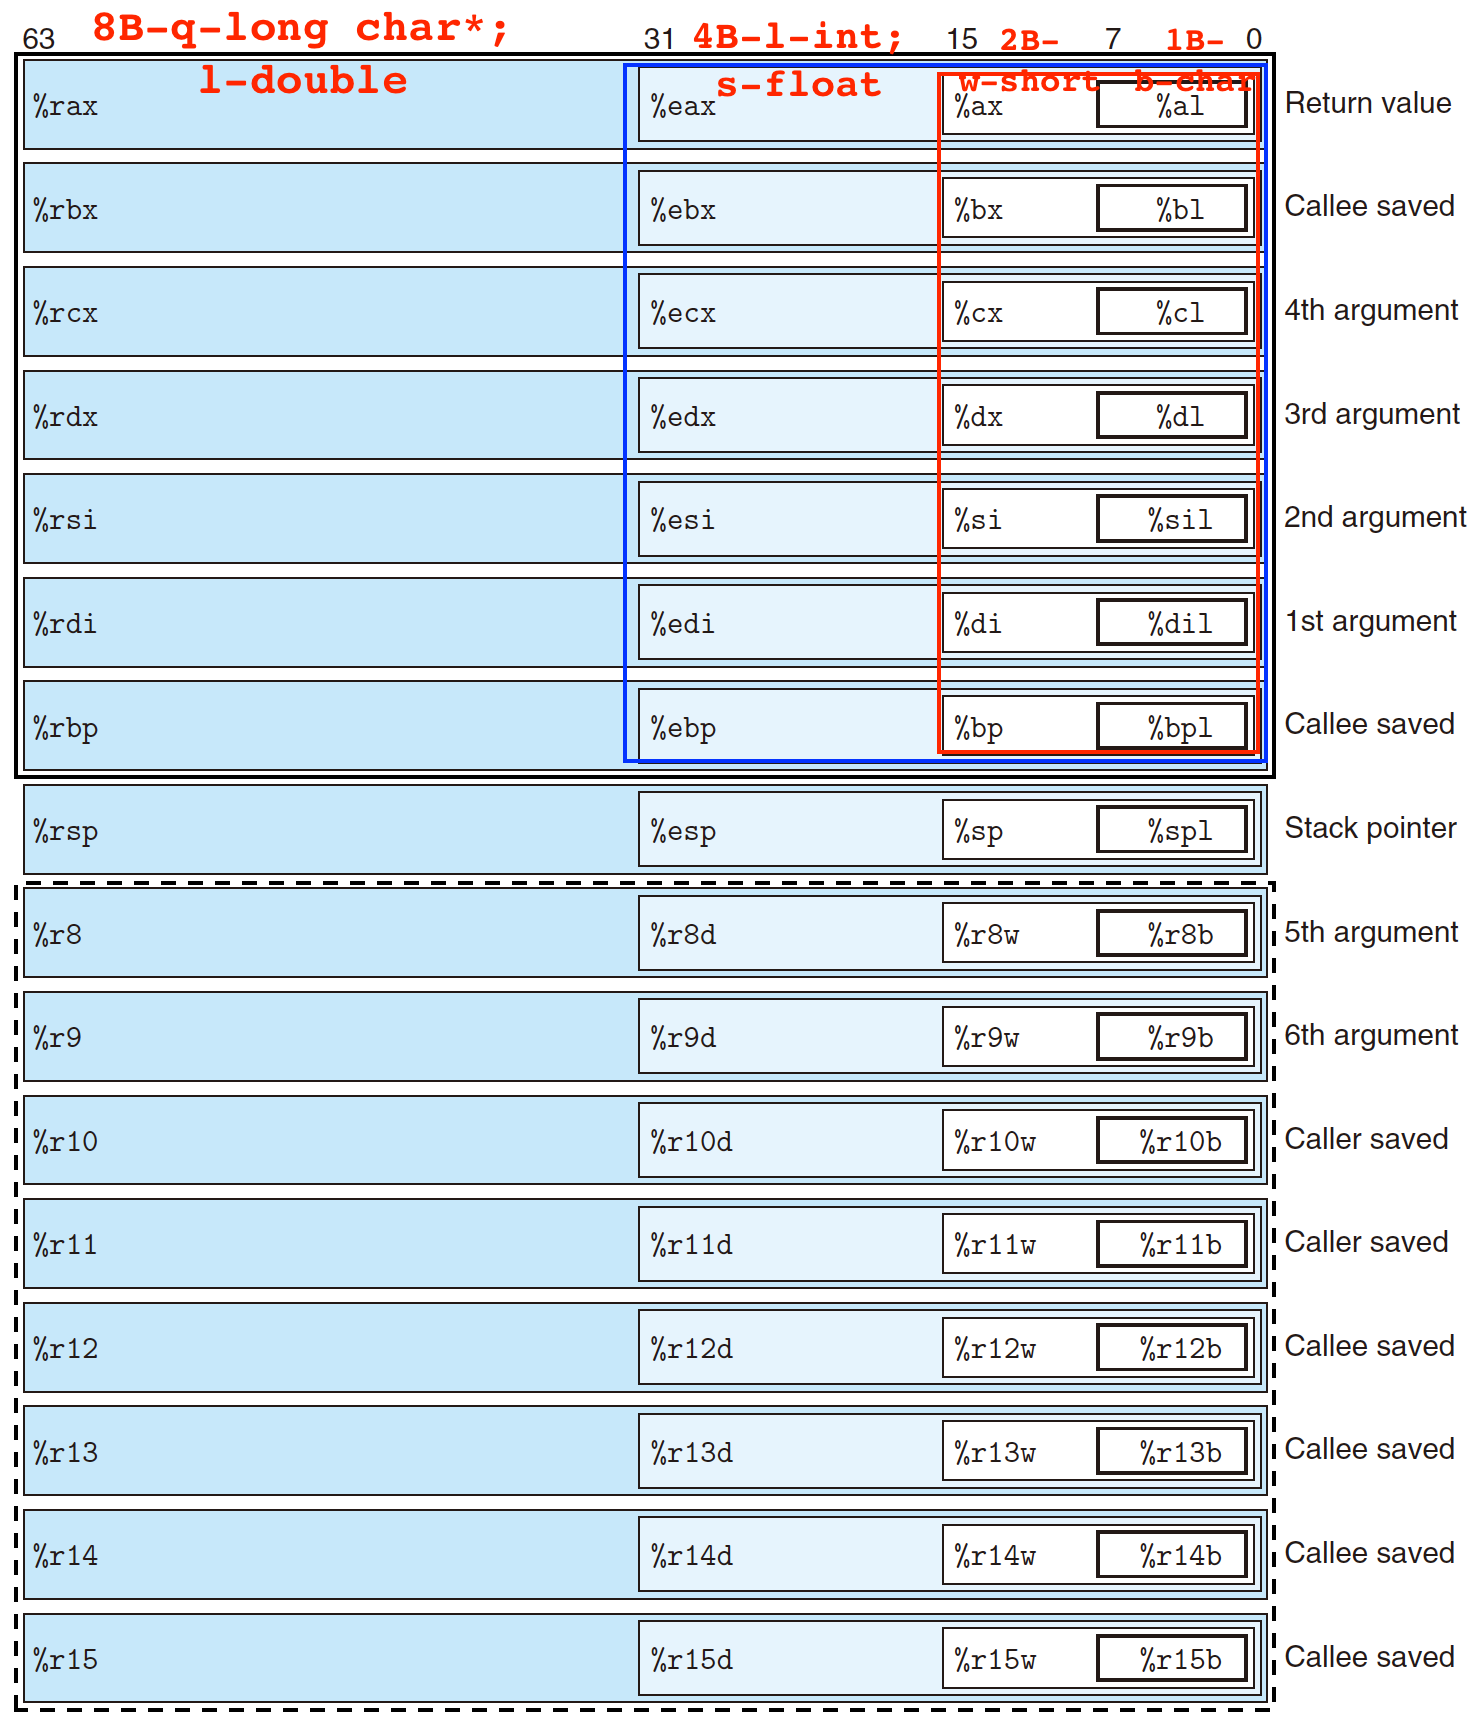 63 8B-q-long char*; 31 4B-l-int; 15 2B- 7 1B- 0
l-double s-float w-short b-char
%rax %eax %ax %al Return value
%rbx %ebx %bx %bl Callee saved
%rcx %ecx %cx %cl 4th argument
%rdx %edx %dx %dl 3rd argument
%rsi %esi %si %sil 2nd argument
%rdi %edi %di %dil 1st argument
%rbp %ebp %bp %bpl Callee saved
%rsp %esp %sp %spl Stack pointer
%r8 %r8d %r8w %r8b 5th argument
%r9 %r9d %r9w %r9b 6th argument
%r10 %r10d %r10w %r10b Caller saved
%r11 %r11d %r11w %r11b Caller saved
%r12 %r12d %r12w %r12b Callee saved
%r13 %r13d %r13w %r13b Callee saved
%r14 %r14d %r14w %r14b Callee saved
%r15 %r15d %r15w %r15b Callee saved